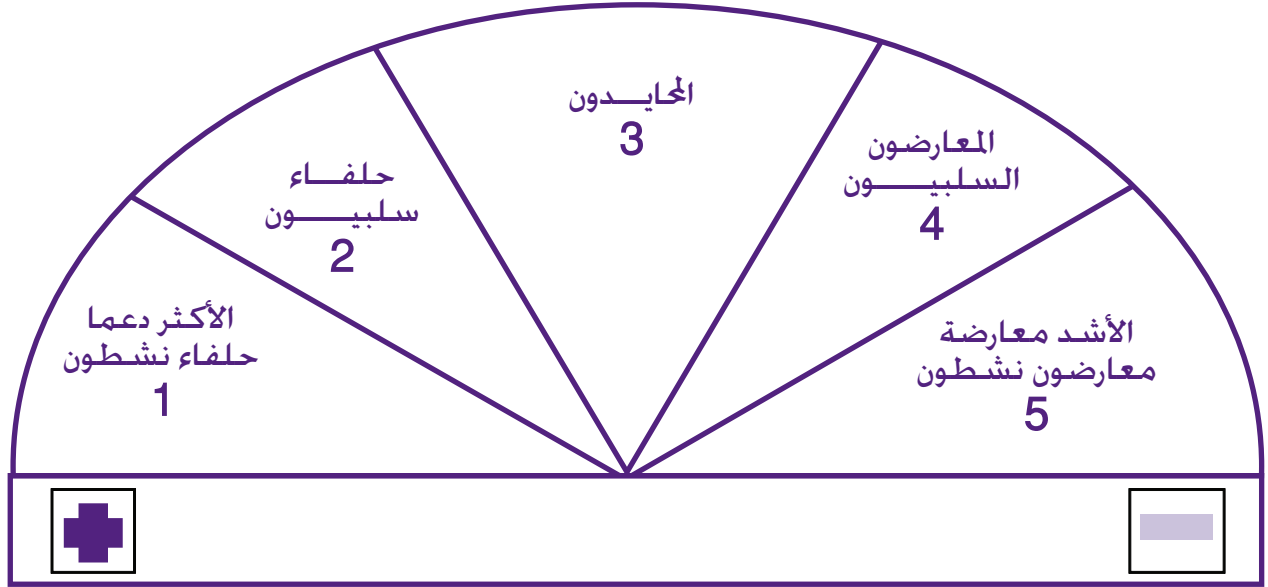 الأكثر دعما
حلفاء نشطون
1
حلفاء
سلبيون
2
المحايدون
3
المعارضون
السلبيون
4
الأشد معارضة
معارضون نشطون
5